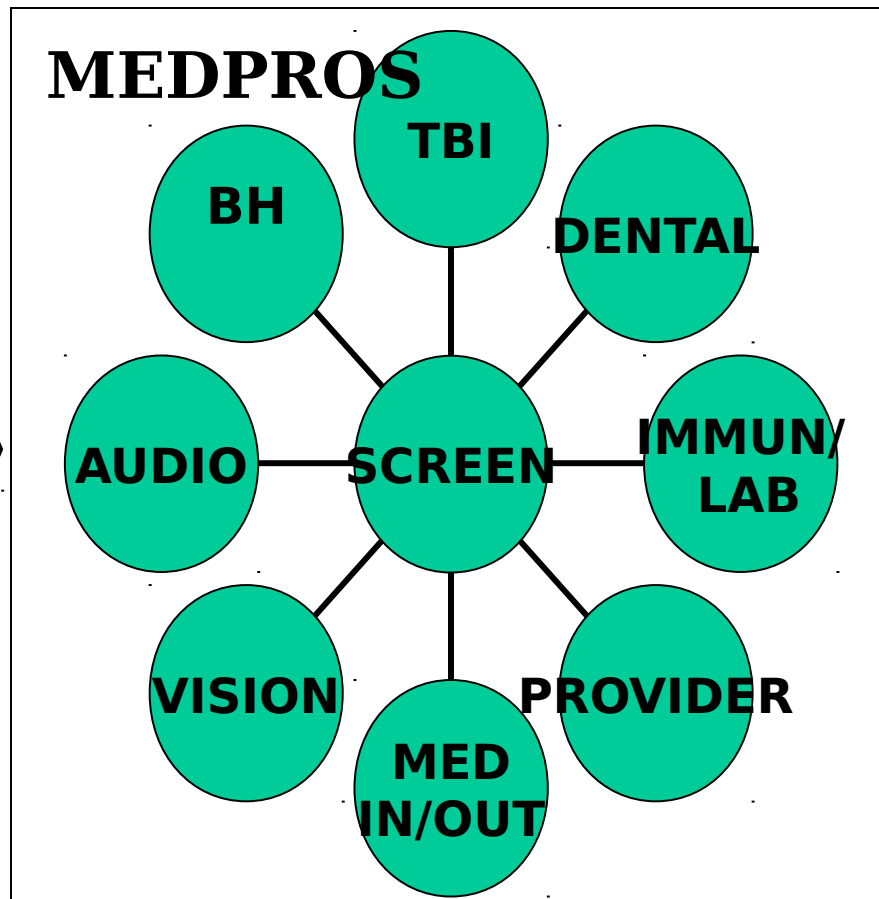 MEDPROS
TBI
BH
DENTAL
AUDIO
SCREEN
IMMUN/
LAB
VISION
PROVIDER
MED
IN/OUT